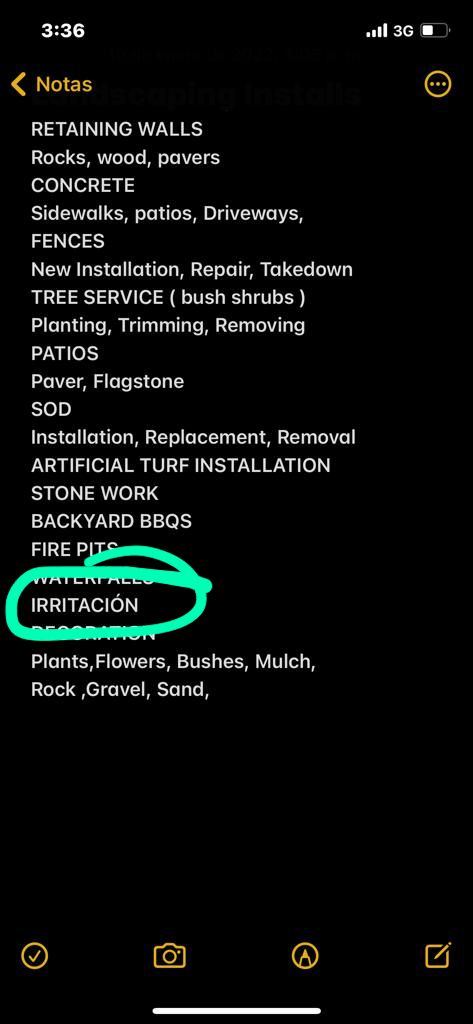 3:36
3G
Notas
Landscaping Installs
RETAINING WALLS
Rocks, wood, pavers
CONCRETE
Sidewalks, patios, Driveways,
FENCES
New Installation, Repair, Takedown
TREE SERVICE ( bush shrubs )
Planting, Trimming, Removing
PATIOS
Paver, Flagstone
SOD
Installation, Replacement, Removal
ARTIFICIAL TURF INSTALLATION
STONE WORK
BACKYARD BBQS
FIRE PITS
WATERFALLS
IRRITACIÓN
DECORATION
Plants,Flowers, Bushes, Mulch,
Rock ,Gravel, Sand,